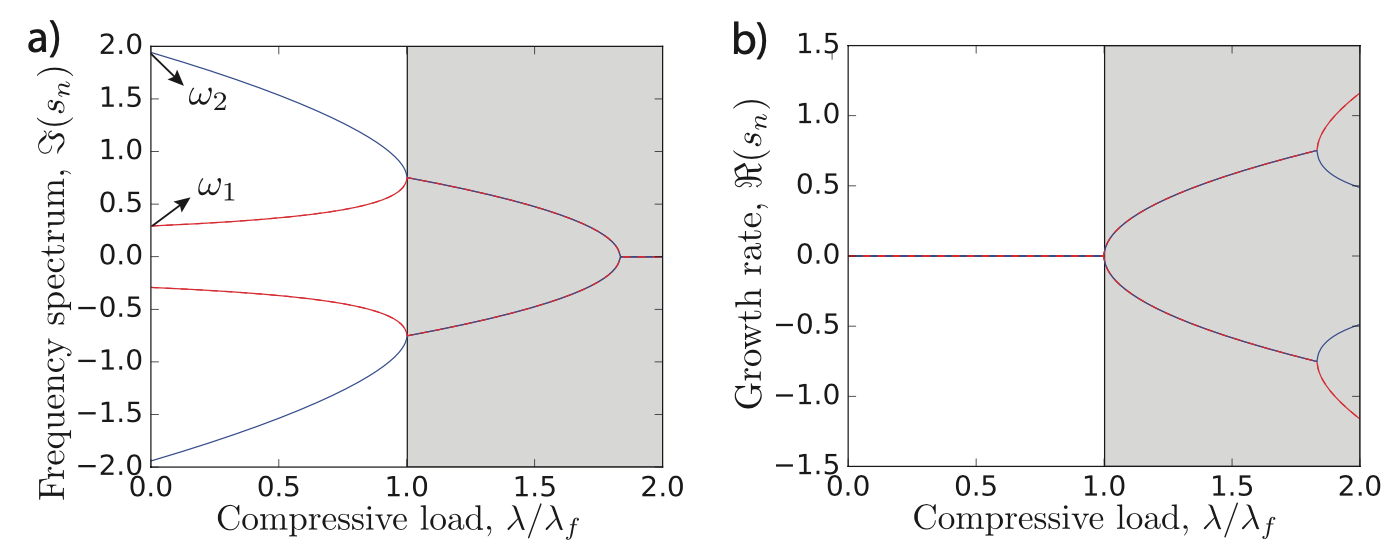 a)
Frequency spectrum, ℑ(sₙ)
2.0
1.5
1.0
0.5
0.0
−0.5
−1.0
−1.5
−2.0
ω₂
ω₁
0.0 0.5 1.0 1.5 2.0
Compressive load, λ/λ_f
b)
Growth rate, ℜ(sₙ)
1.5
1.0
0.5
0.0
−0.5
−1.0
−1.5
0.0 0.5 1.0 1.5 2.0
Compressive load, λ/λ_f